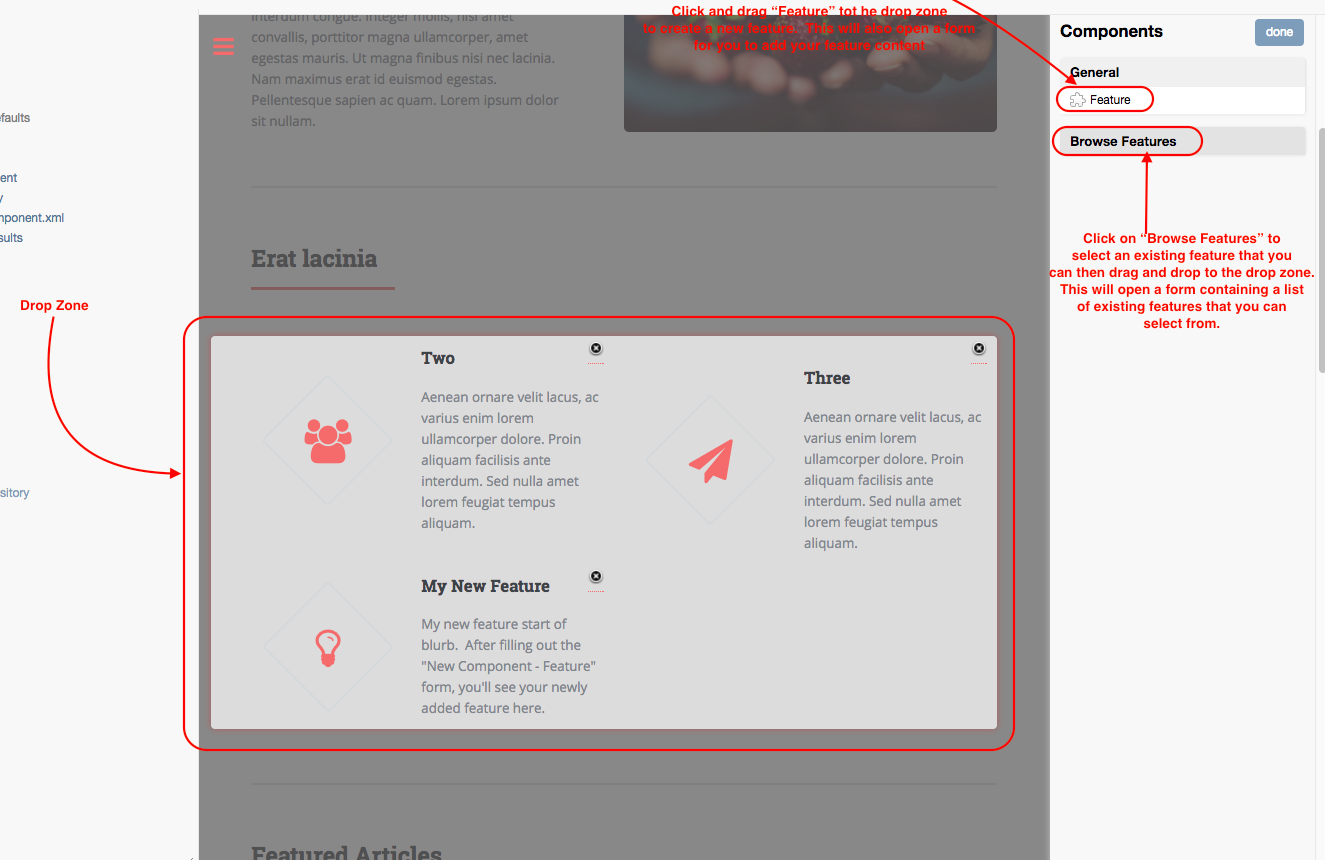 Click and drag “Feature” tot he drop zone
to create a new feature. This will also open a form
for you to add your feature content
Components
done
General
Feature
Browse Features
Click on “Browse Features” to
select an existing feature that you
can then drag and drop to the drop zone.
This will open a form containing a list
of existing features that you can
select from.
efaults
ent
y
mponent.xml
sults
Drop Zone
sitory
interdum congue. Integer mollis, nisl amet
convallis, porttitor magna ullamcorper, amet
egestas mauris. Ut magna finibus nisi nec lacinia.
Nam maximus erat id euismod egestas.
Pellentesque sapien ac quam. Lorem ipsum dolor
sit nullam.
Erat lacinia
Two
Aenean ornare velit lacus, ac
varius enim lorem
ullamcorper dolore. Proin
aliquam facilisis ante
interdum. Sed nulla amet
lorem feugiat tempus
aliquam.
Three
Aenean ornare velit lacus, ac
varius enim lorem
ullamcorper dolore. Proin
aliquam facilisis ante
interdum. Sed nulla amet
lorem feugiat tempus
aliquam.
My New Feature
My new feature start of
blurb.  After filling out the
"New Component - Feature"
form, you'll see your newly
added feature here.
Featured Articles